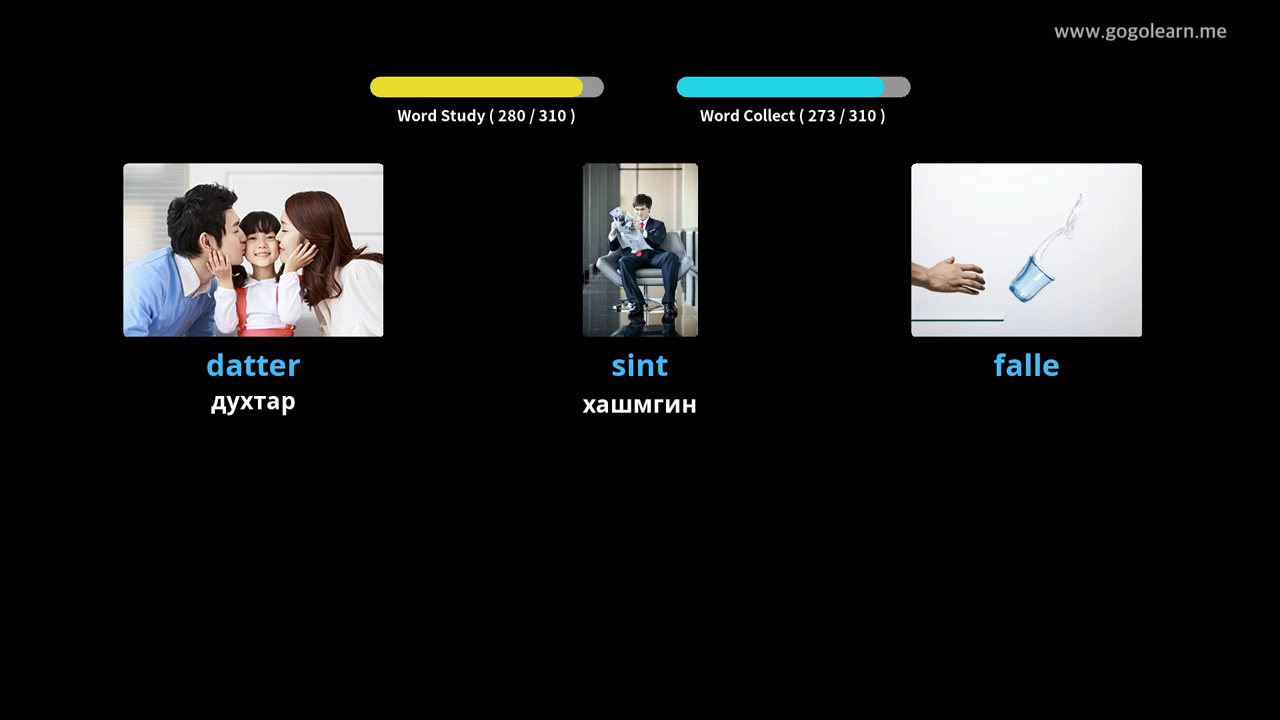 www.gogolearn.me
Word Study ( 280 / 310 )
Word Collect ( 273 / 310 )
datter
духтар
sint
хашмгин
falle